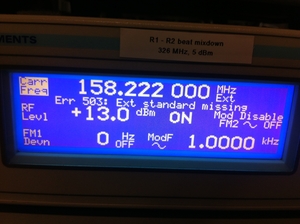 MENTS
R1 - R2 beat mixdown
326 MHz, 5 dBm
Carr Freq 158.222 000 MHz Ext
Err 503: Ext standard missing
RF Levl +13.0 dBm ON Mod Disable
FM2 ∿ OFF
FM1 Devn 0 Hz OFF ModF ∿ 1.0000 kHz